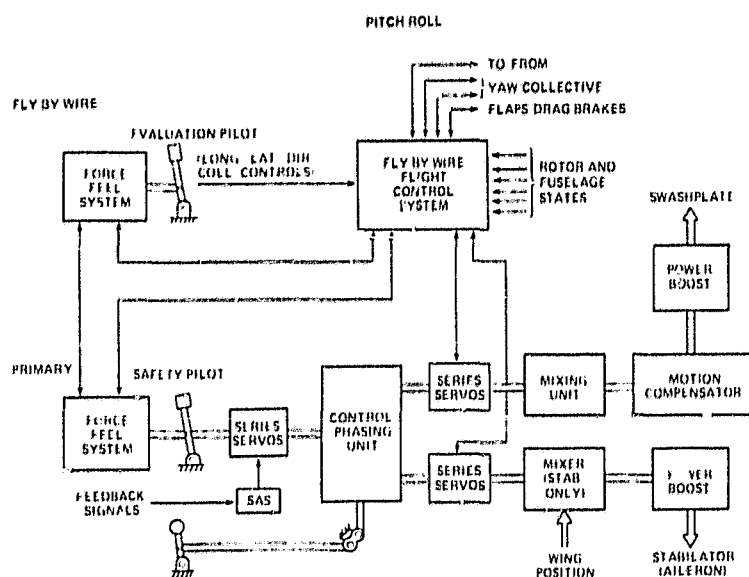 PITCH ROLL
TO FROM
YAW COLLECTIVE
FLAPS DRAG BRAKES
FLY BY WIRE
EVALUATION PILOT
(LONG LAT DIR
COLL CONTROLS)
FORCE
FEEL
SYSTEM
FLY BY WIRE
FLIGHT
CONTROL
SYSTEM
ROTOR AND
FUSELAGE
STATES
SWASHPLATE
POWER
BOOST
PRIMARY
SAFETY PILOT
FORCE
FEEL
SYSTEM
SERIES
SERVOS
CONTROL
PHASING
UNIT
SERIES
SERVOS
MIXING
UNIT
MOTION
COMPENSATOR
FEEDBACK
SIGNALS
SAS
SERIES
SERVOS
MIXER
(STAB
ONLY)
BOOST
WING
POSITION
STABILATOR
(AILERON)